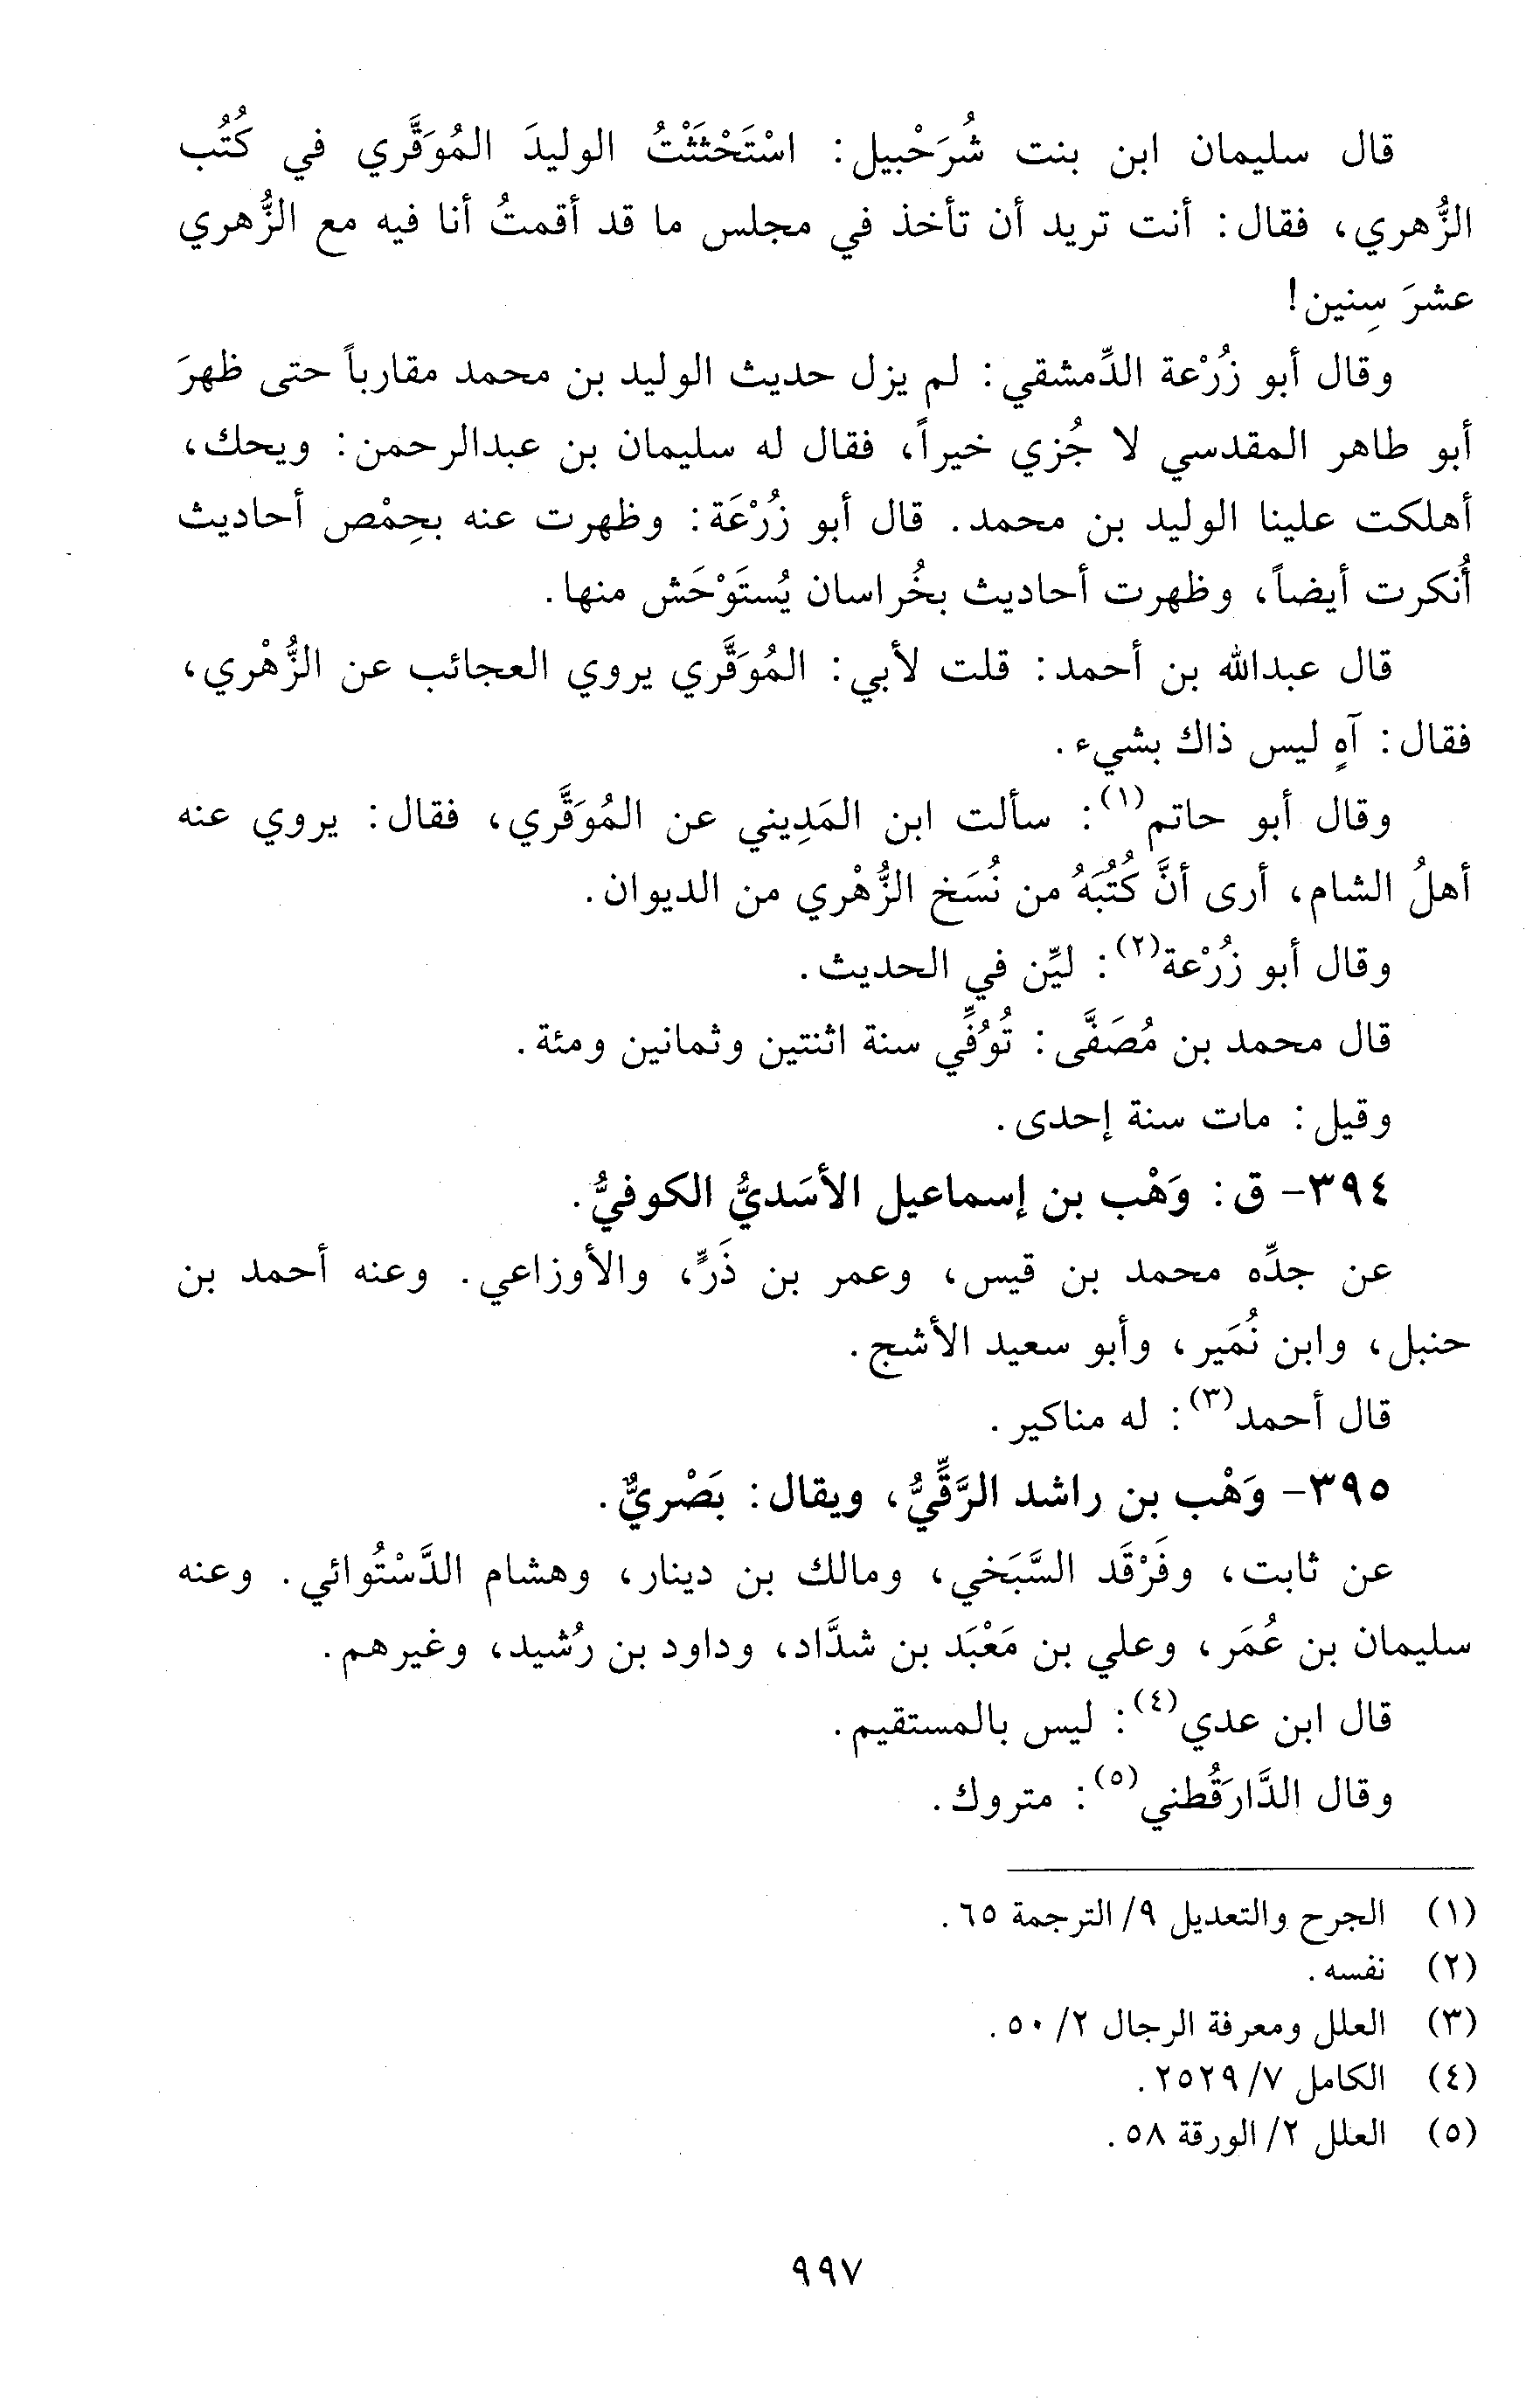 قال سليمان ابن بنت شُرَحْبيل: اسْتَحْثَثْتُ الوليدَ المُوَقَّري في كُتُب
الزُّهري، فقال: أنت تريد أن تأخذ في مجلس ما قد أقمتُ أنا فيه مع الزُّهري
عشرَ سِنين!
وقال أبو زُرْعة الدِّمشقي: لم يزل حديث الوليد بن محمد مقارباً حتى ظهرَ
أبو طاهر المقدسي لا جُزي خيراً، فقال له سليمان بن عبدالرحمن: ويحك،
أهلكت علينا الوليد بن محمد. قال أبو زُرْعَة: وظهرت عنه بحِمْص أحاديث
أُنكرت أيضاً، وظهرت أحاديث بخُراسان يُستَوْحَش منها.
قال عبدالله بن أحمد: قلت لأبي: المُوَقَّري يروي العجائب عن الزُّهْري،
فقال: آهٍ ليس ذاك بشيء.
وقال أبو حاتم(١): سألت ابن المَدِيني عن المُوَقَّري، فقال: يروي عنه
أهلُ الشام، أرى أنَّ كُتُبَهُ من نُسَخ الزُّهْري من الديوان.
وقال أبو زُرْعة(٢): ليِّن في الحديث.
قال محمد بن مُصَفَّى: تُوُفِّي سنة اثنتين وثمانين ومئة.
وقيل: مات سنة إحدى.
٣٩٤- ق: وَهْب بن إسماعيل الأسَديُّ الكوفيُّ.
عن جدِّه محمد بن قيس، وعمر بن ذَرٍّ، والأوزاعي. وعنه أحمد بن
حنبل، وابن نُمَير، وأبو سعيد الأشج.
قال أحمد(٣): له مناكير.
٣٩٥- وَهْب بن راشد الرَّقِّيُّ، ويقال: بَصْريٌّ.
عن ثابت، وفَرْقَد السَّبَخي، ومالك بن دينار، وهشام الدَّسْتُوائي. وعنه
سليمان بن عُمَر، وعلي بن مَعْبَد بن شدَّاد، وداود بن رُشيد، وغيرهم.
قال ابن عدي(٤): ليس بالمستقيم.
وقال الدَّارَقُطني(٥): متروك.
(١) الجرح والتعديل ٩/ الترجمة ٦٥.
(٢) نفسه.
(٣) العلل ومعرفة الرجال ٢/ ٥٠.
(٤) الكامل ٧/ ٢٥٢٩.
(٥) العلل ٢/ الورقة ٥٨.
٩٩٧